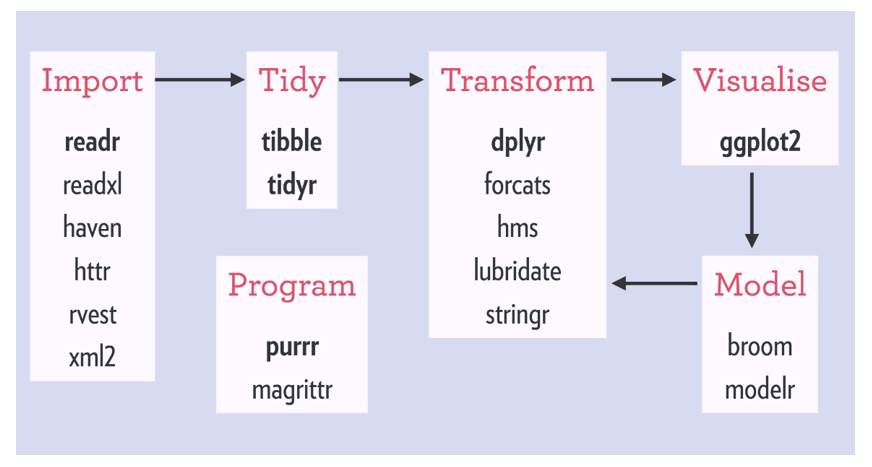 Import
readr
readxl
haven
httr
rvest
xml2
Tidy
tibble
tidyr
Program
purrr
magrittr
Transform
dplyr
forcats
hms
lubridate
stringr
Visualise
ggplot2
Model
broom
modelr